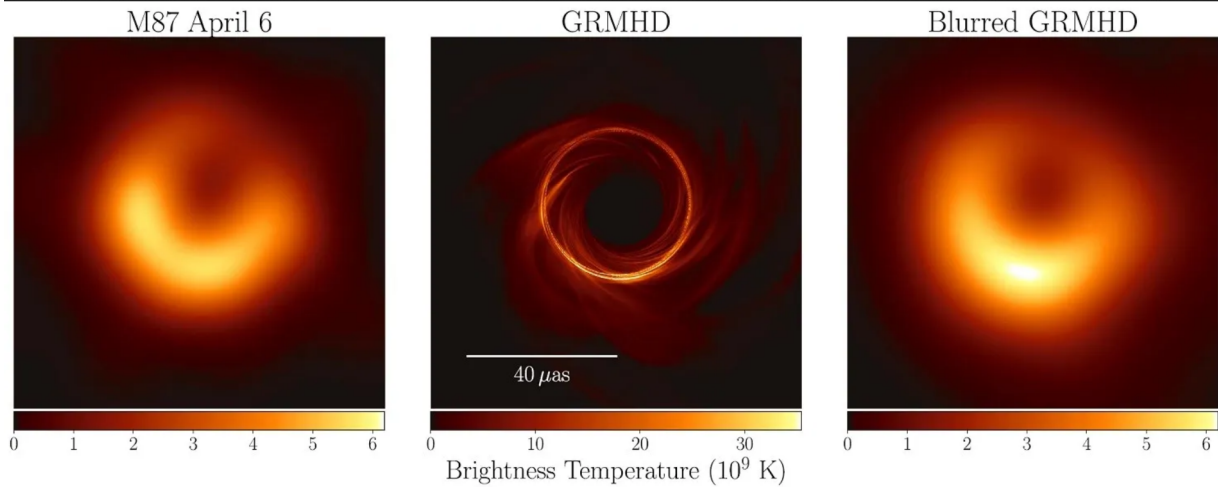 M87 April 6
GRMHD
Blurred GRMHD
40 μas
0 1 2 3 4 5 6
0 10 20 30
0 1 2 3 4 5 6
Brightness Temperature (10⁹ K)